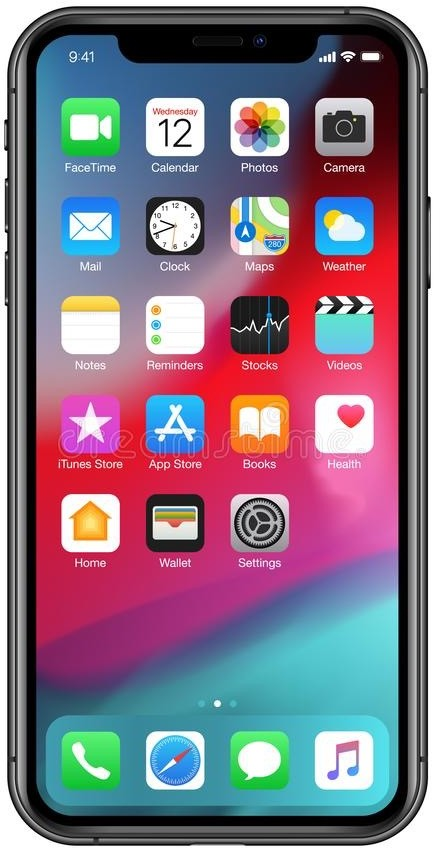 9:41
Wednesday
12
FaceTime Calendar Photos Camera
280
Mail Clock Maps Weather
Notes Reminders Stocks Videos
dreamstime
iTunes Store App Store Books Health
Home Wallet Settings